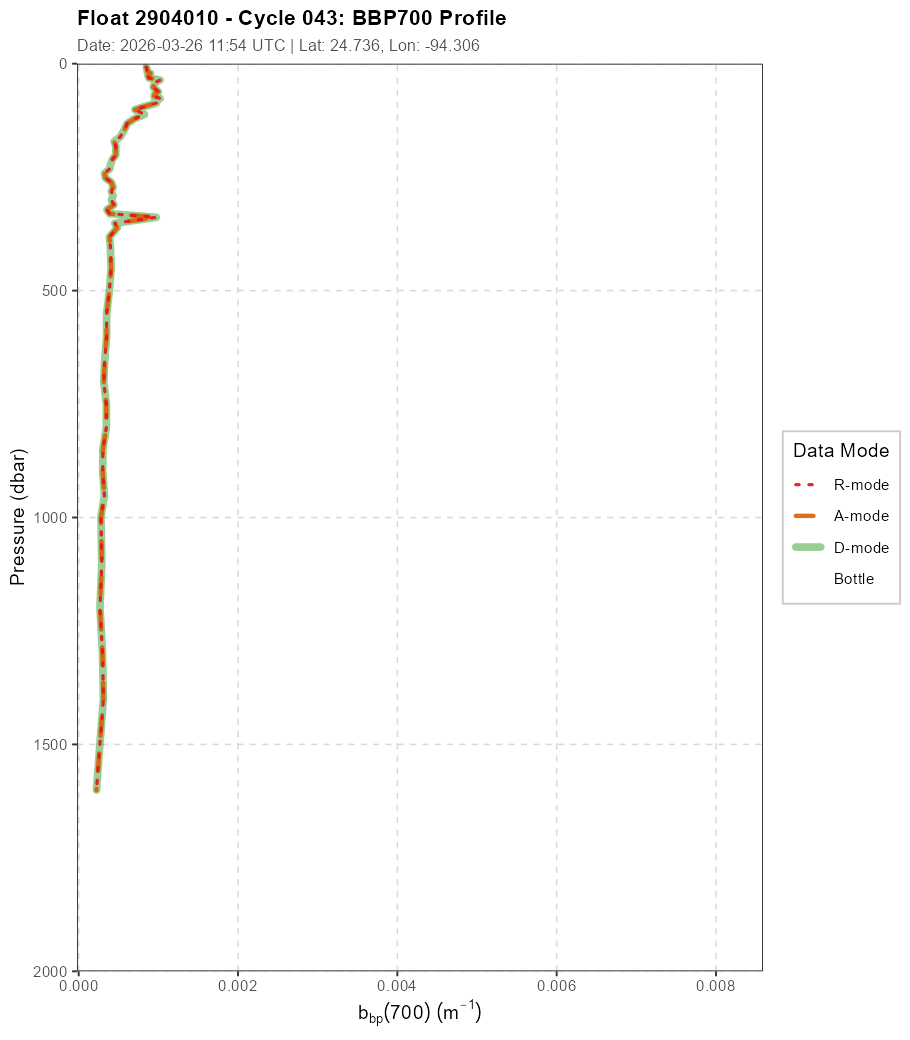 Float 2904010 - Cycle 043: BBP700 Profile
Date: 2026-03-26 11:54 UTC | Lat: 24.736, Lon: -94.306
0
500
1000
1500
2000
Pressure (dbar)
0.000 0.002 0.004 0.006 0.008
b_bp(700) (m⁻¹)
Data Mode
R-mode
A-mode
D-mode
Bottle